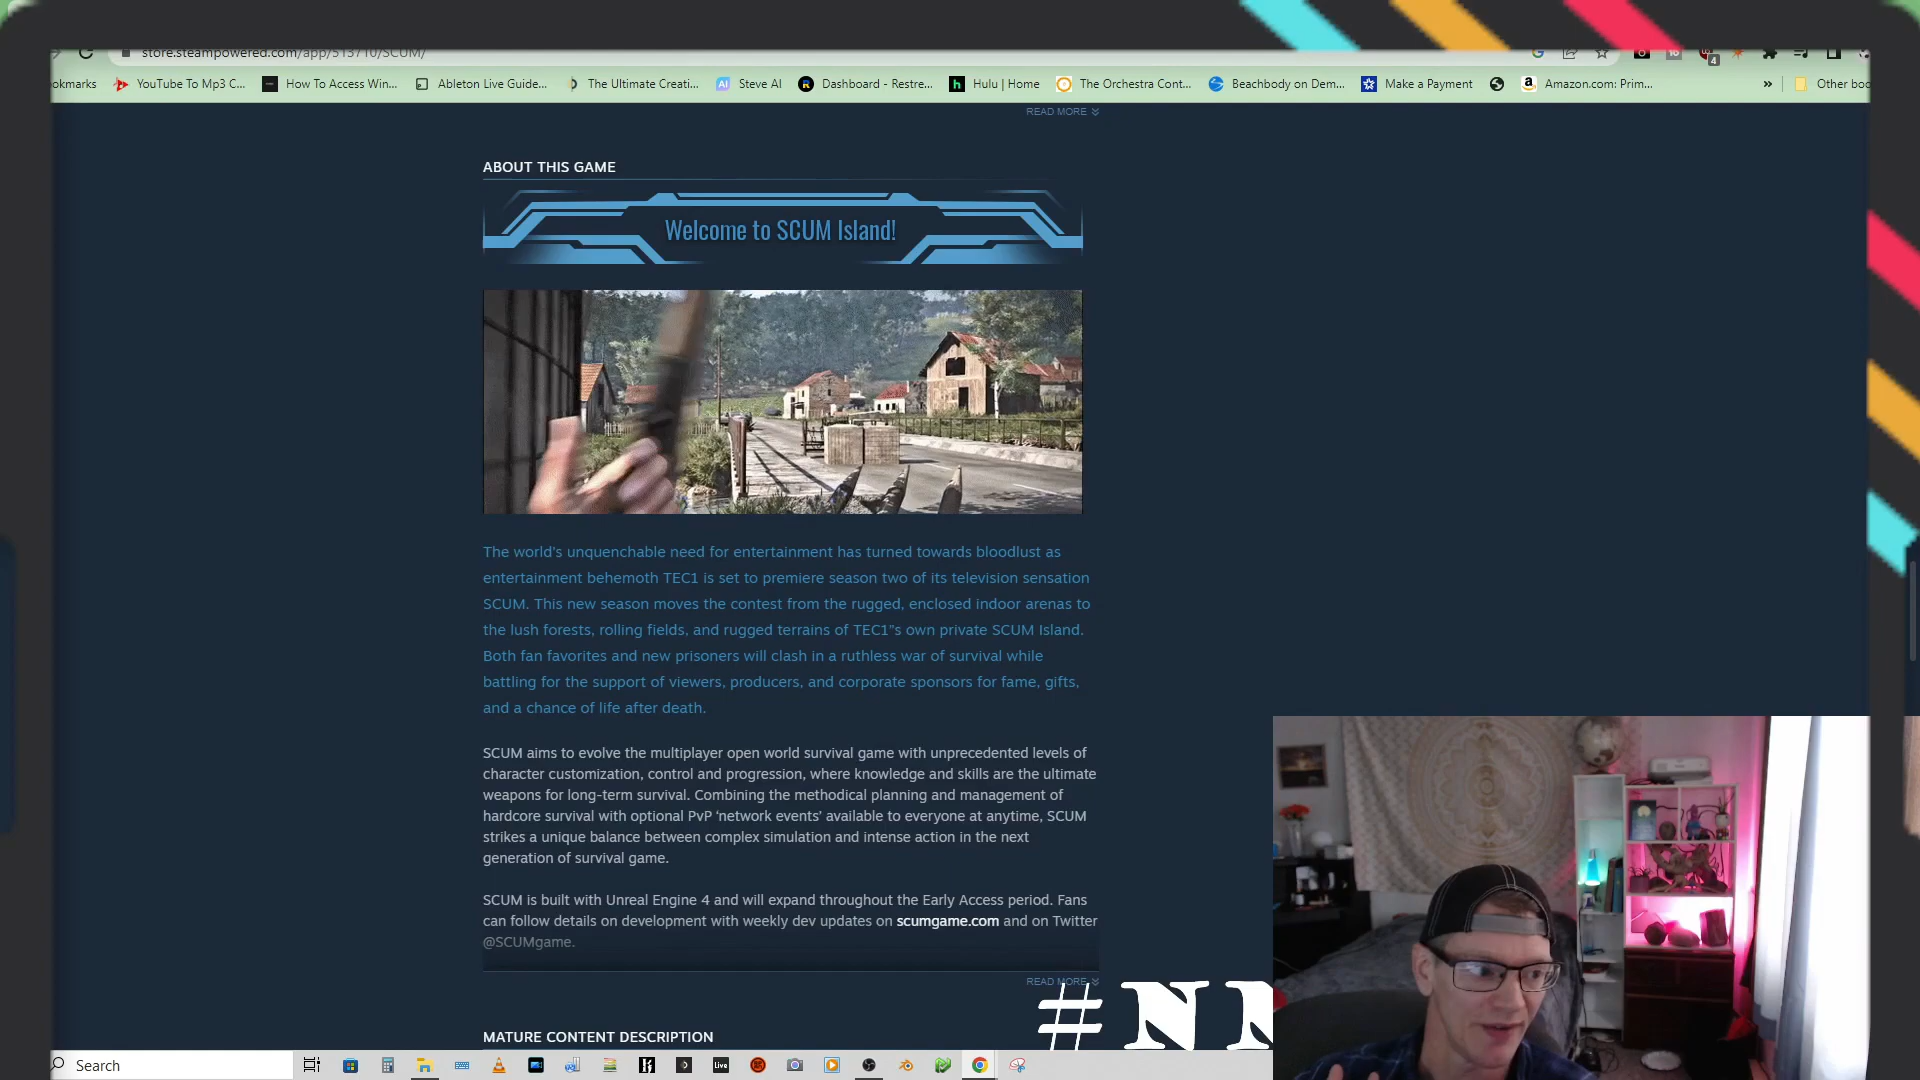 store.steampowered.com/app/513710/SCUM/
4
okmarks YouTube To Mp3 C... How To Access Win... Ableton Live Guide... The Ultimate Creati... Steve AI Dashboard - Restre... Hulu | Home The Orchestra Cont... Beachbody on Dem... Make a Payment Amazon.com: Prim... » Other boo
READ MORE
ABOUT THIS GAME
Welcome to SCUM Island!
The world's unquenchable need for entertainment has turned towards bloodlust as
entertainment behemoth TEC1 is set to premiere season two of its television sensation
SCUM. This new season moves the contest from the rugged, enclosed indoor arenas to
the lush forests, rolling fields, and rugged terrains of TEC1"s own private SCUM Island.
Both fan favorites and new prisoners will clash in a ruthless war of survival while
battling for the support of viewers, producers, and corporate sponsors for fame, gifts,
and a chance of life after death.
SCUM aims to evolve the multiplayer open world survival game with unprecedented levels of
character customization, control and progression, where knowledge and skills are the ultimate
weapons for long-term survival. Combining the methodical planning and management of
hardcore survival with optional PvP ‘network events’ available to everyone at anytime, SCUM
strikes a unique balance between complex simulation and intense action in the next
generation of survival game.
SCUM is built with Unreal Engine 4 and will expand throughout the Early Access period. Fans
can follow details on development with weekly dev updates on scumgame.com and on Twitter
@SCUMgame.
READ MORE
#NN
MATURE CONTENT DESCRIPTION
Search
Live